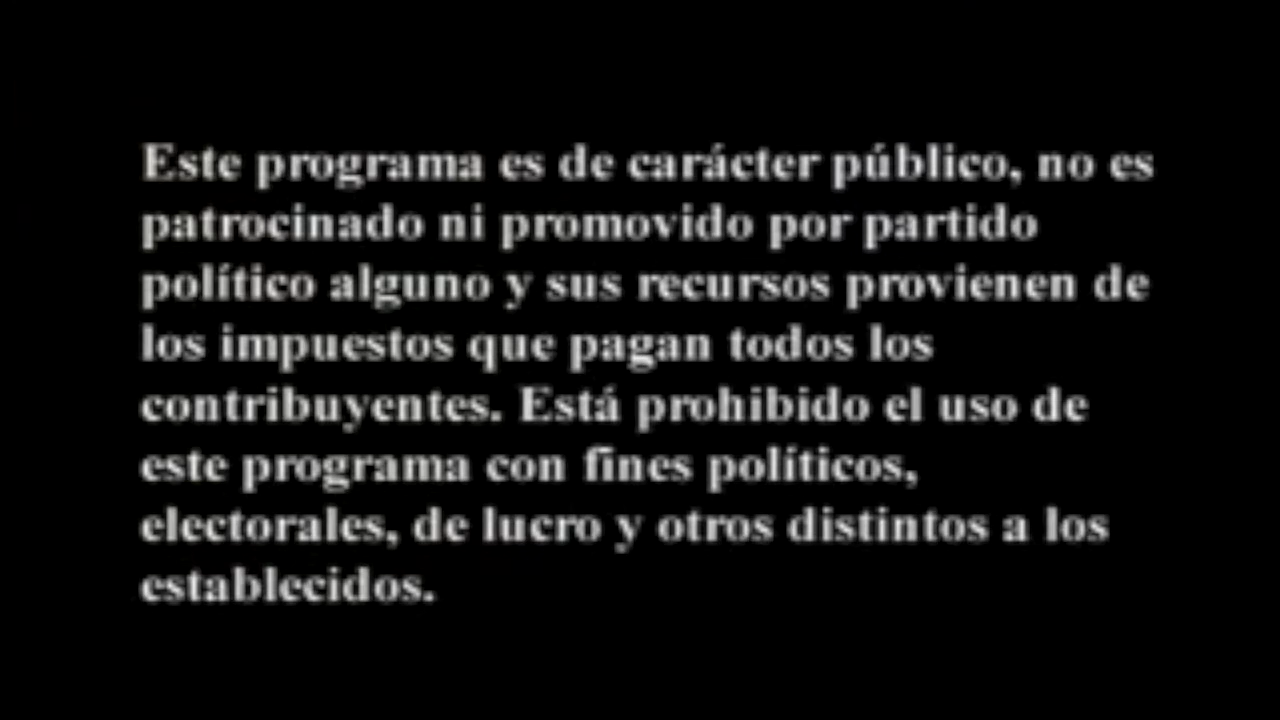 Este programa es de carácter público, no es
patrocinado ni promovido por partido
político alguno y sus recursos provienen de
los impuestos que pagan todos los
contribuyentes. Está prohibido el uso de
este programa con fines políticos,
electorales, de lucro y otros distintos a los
establecidos.